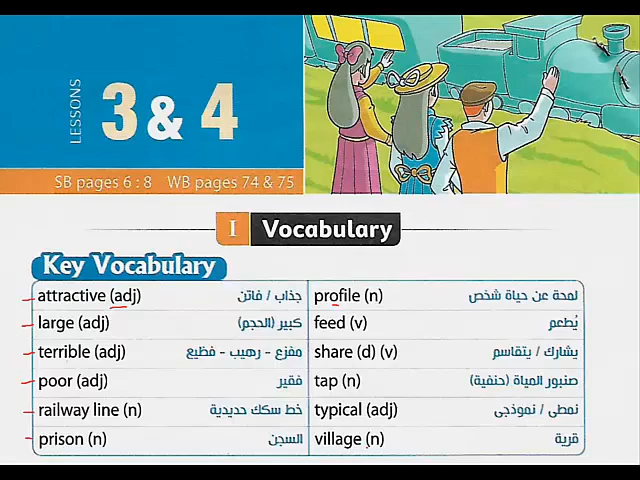 LESSONS
3 & 4
SB pages 6 : 8 WB pages 74 & 75
I Vocabulary
Key Vocabulary
attractive (adj) جذاب / فاتن
profile (n) لمحة عن حياة شخص
large (adj) كبير (الحجم)
feed (v) يُطعم
terrible (adj) مفزع - رهيب - فظيع
share (d) (v) يشارك / يتقاسم
poor (adj) فقير
tap (n) صنبور المياة (حنفية)
railway line (n) خط سكك حديدية
typical (adj) نمطى / نموذجى
prison (n) السجن
village (n) قرية